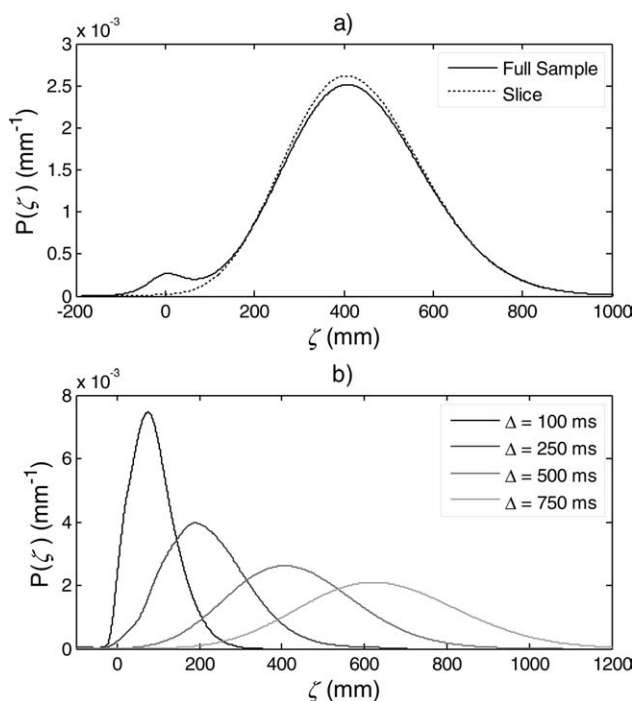 a)
x 10⁻³
3
2.5
2
1.5
1
0.5
0
P(ζ) (mm⁻¹)
Full Sample
Slice
-200 0 200 400 600 800 1000
ζ (mm)
b)
x 10⁻³
8
6
4
2
0
P(ζ) (mm⁻¹)
Δ = 100 ms
Δ = 250 ms
Δ = 500 ms
Δ = 750 ms
0 200 400 600 800 1000 1200
ζ (mm)